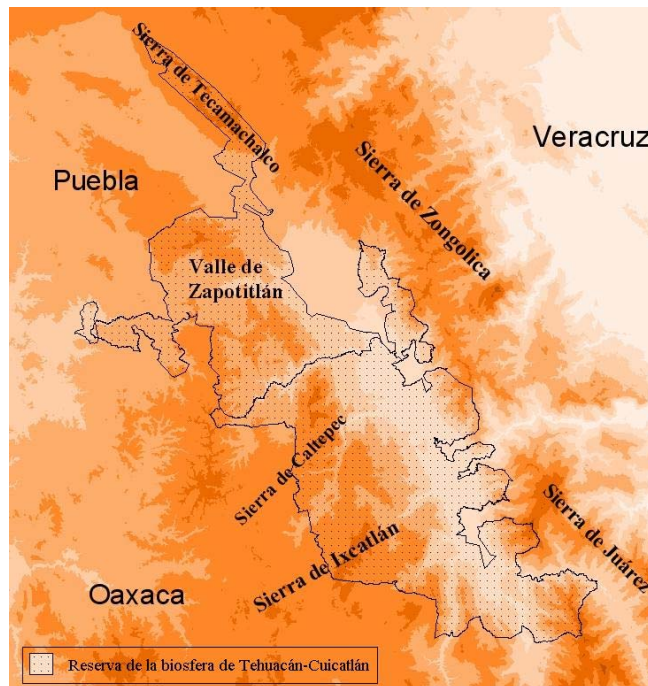 Sierra de Tecamachalco
Veracruz
Puebla
Sierra de Zongolica
Valle de
Zapotitlán
Sierra de Caltepec
Sierra de Juárez
Sierra de Ixcatlán
Oaxaca
Reserva de la biosfera de Tehuacán-Cuicatlán